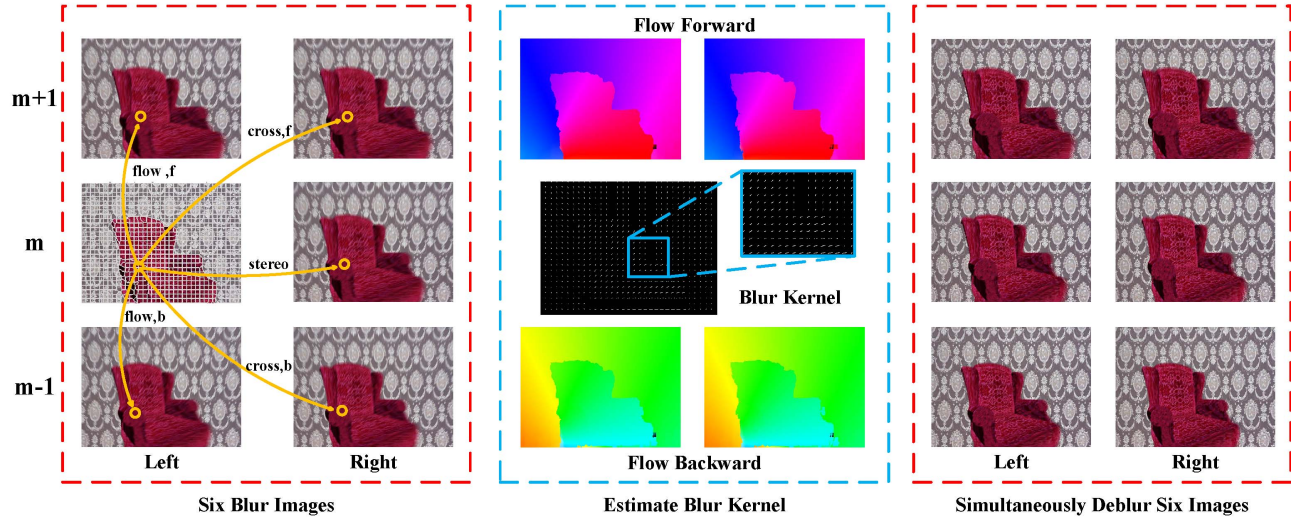 Flow Forward
m+1
cross,f
flow ,f
m
stereo
Blur Kernel
flow,b
cross,b
m-1
Left
Right
Flow Backward
Left
Right
Six Blur Images
Estimate Blur Kernel
Simultaneously Deblur Six Images